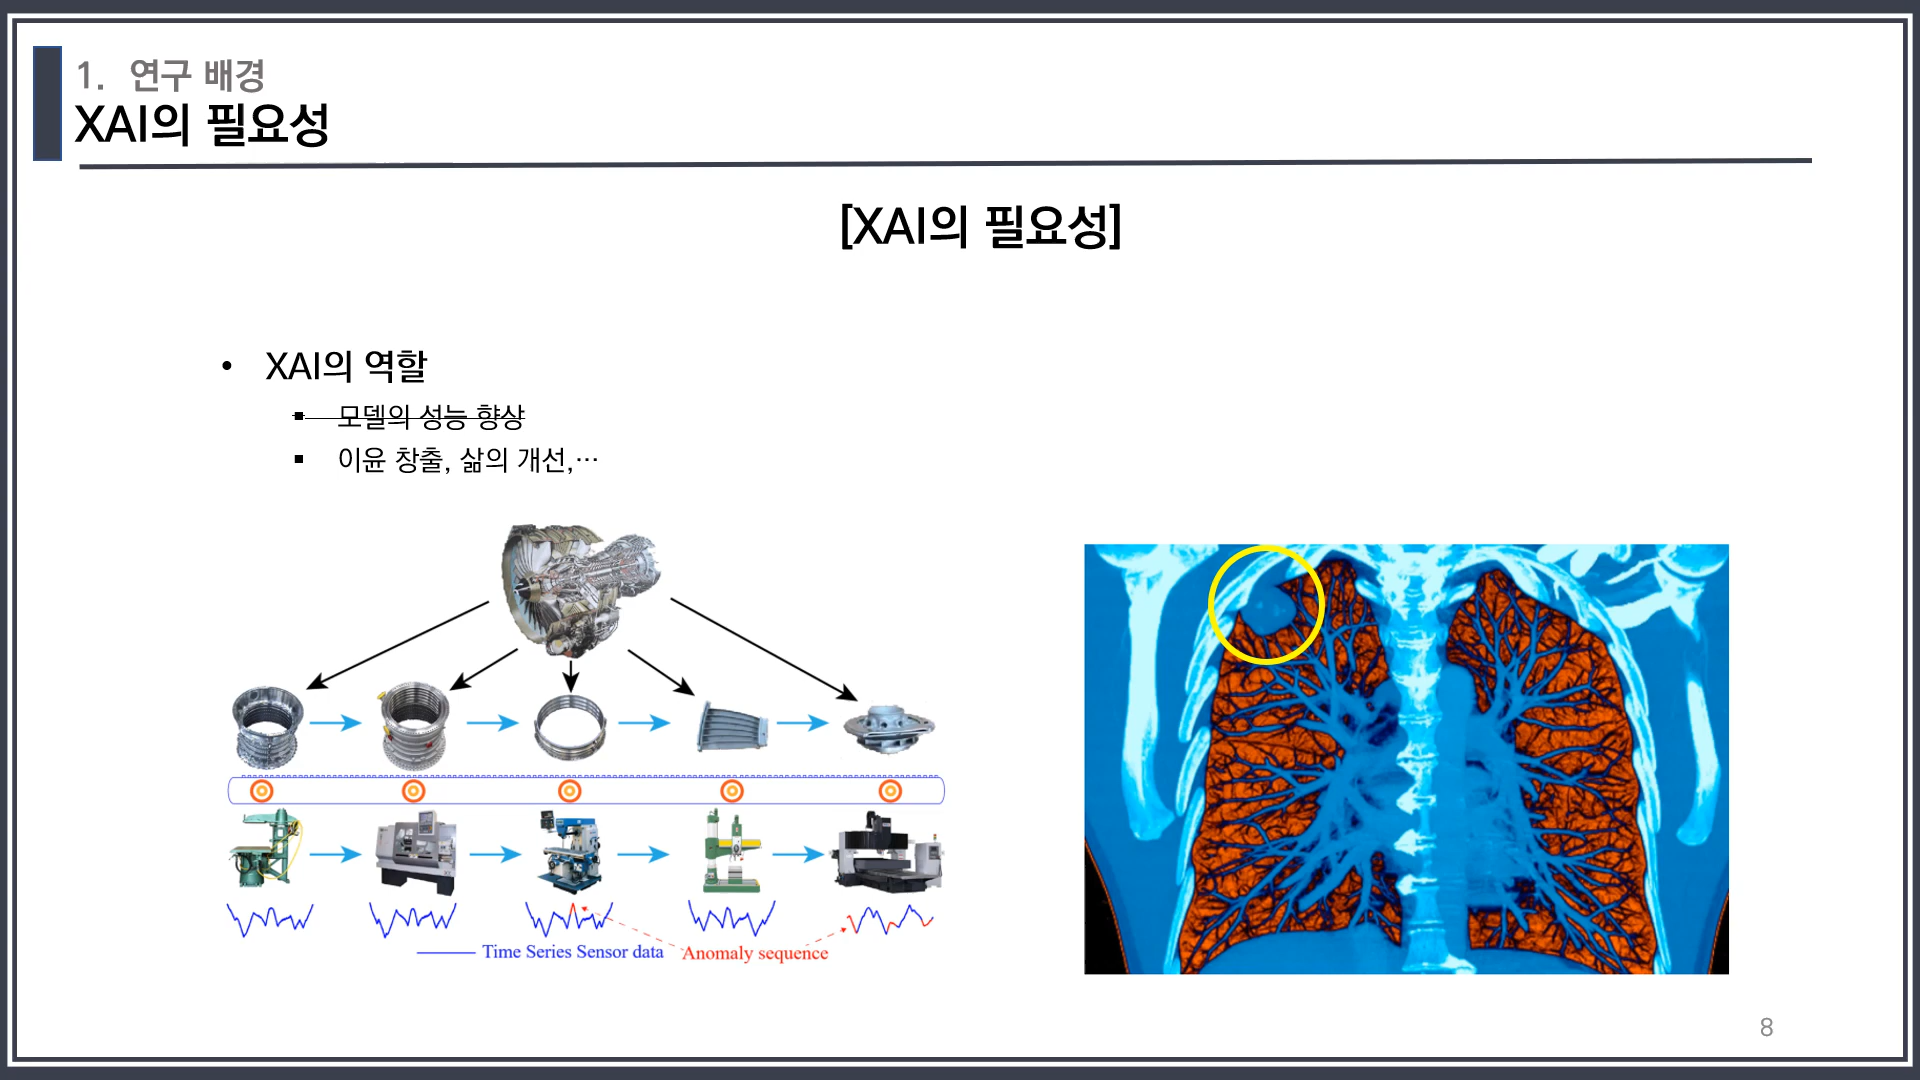 1. 연구 배경
XAI의 필요성
[XAI의 필요성]
• XAI의 역할
▪ 모델의 성능 향상
▪ 이윤 창출, 삶의 개선,…
Time Series Sensor data
Anomaly sequence
8